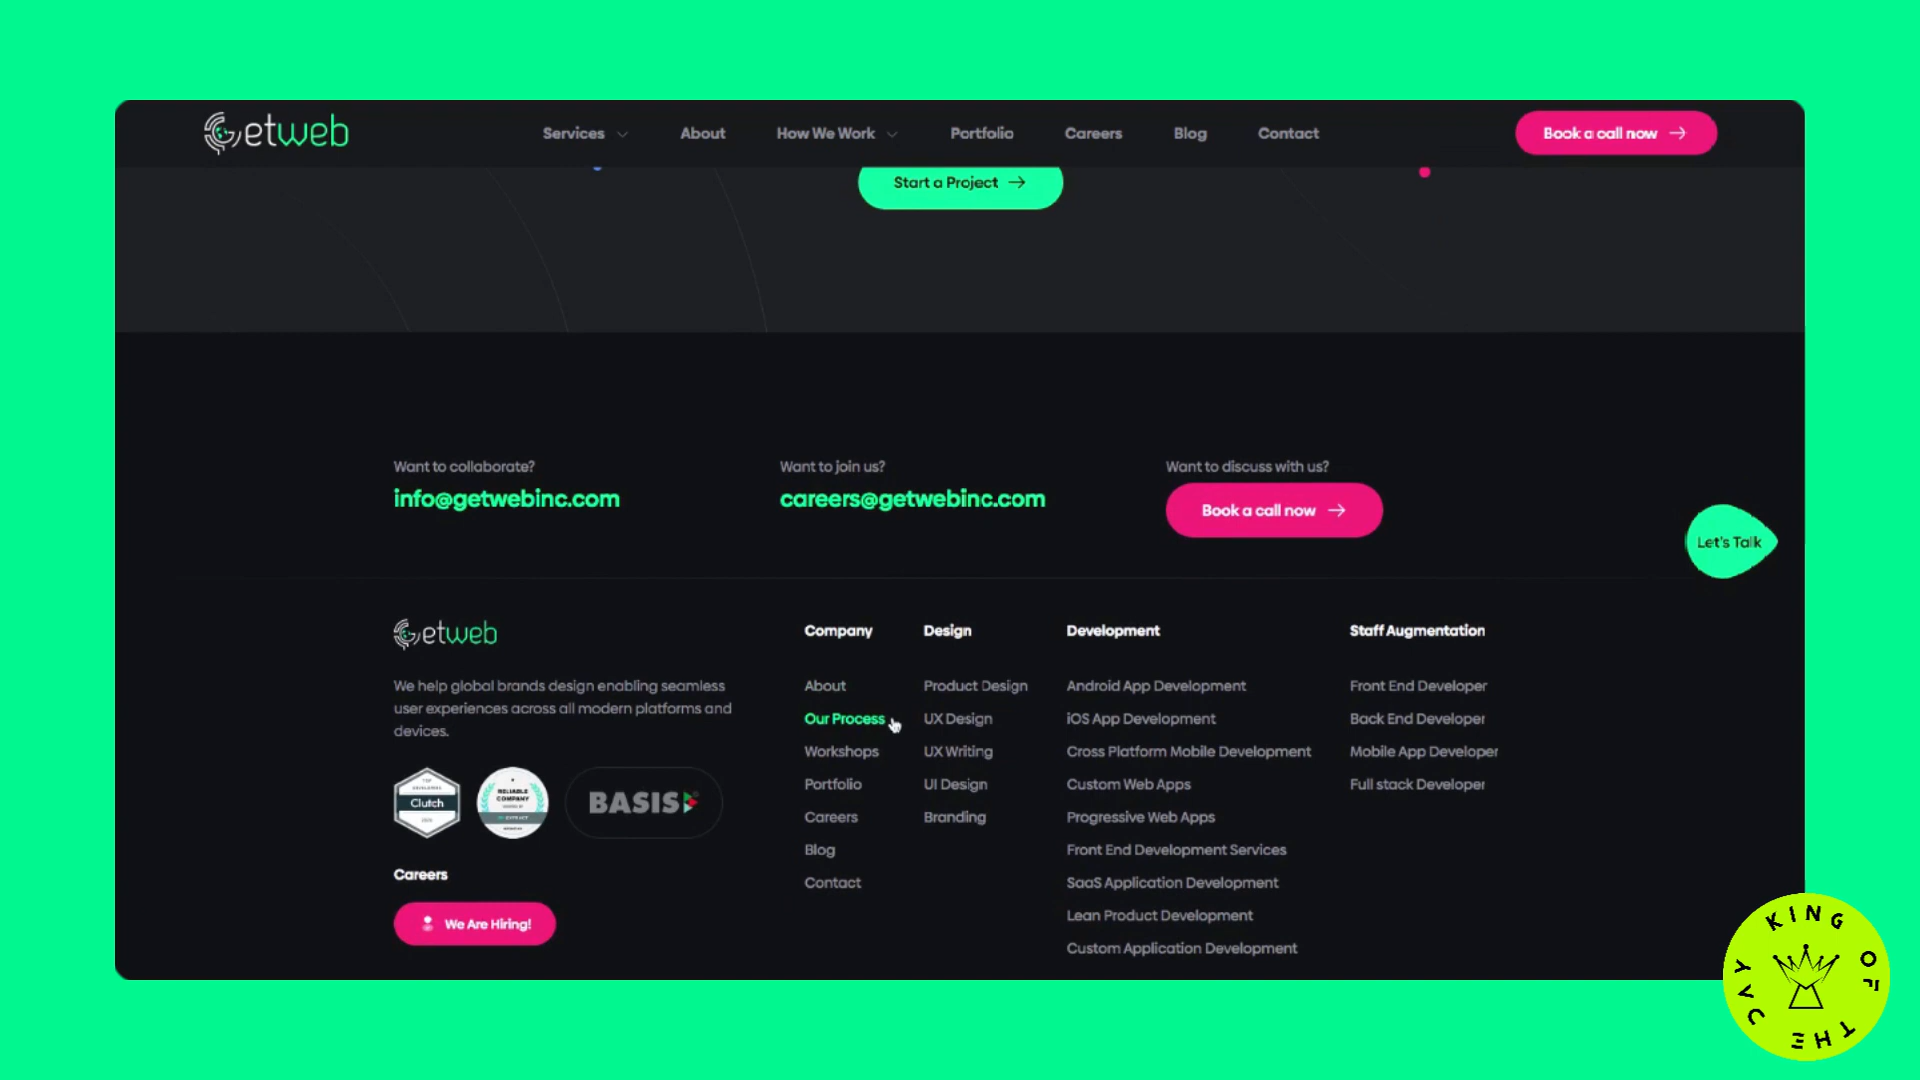 Getweb
Services
About
How We Work
Portfolio
Careers
Blog
Contact
Book a call now
Start a Project
Want to collaborate?
info@getwebinc.com
Want to join us?
careers@getwebinc.com
Want to discuss with us?
Book a call now
Let's Talk
Getweb
We help global brands design enabling seamless
user experiences across all modern platforms and
devices.
Clutch
RELIABLE
COMPANY
BASIS
Careers
We Are Hiring!
Company
About
Our Process
Workshops
Portfolio
Careers
Blog
Contact
Design
Product Design
UX Design
UX Writing
UI Design
Branding
Development
Android App Development
iOS App Development
Cross Platform Mobile Development
Custom Web Apps
Progressive Web Apps
Front End Development Services
SaaS Application Development
Lean Product Development
Custom Application Development
Staff Augmentation
Front End Developer
Back End Developer
Mobile App Developer
Full stack Developer
KING OF THE JAY